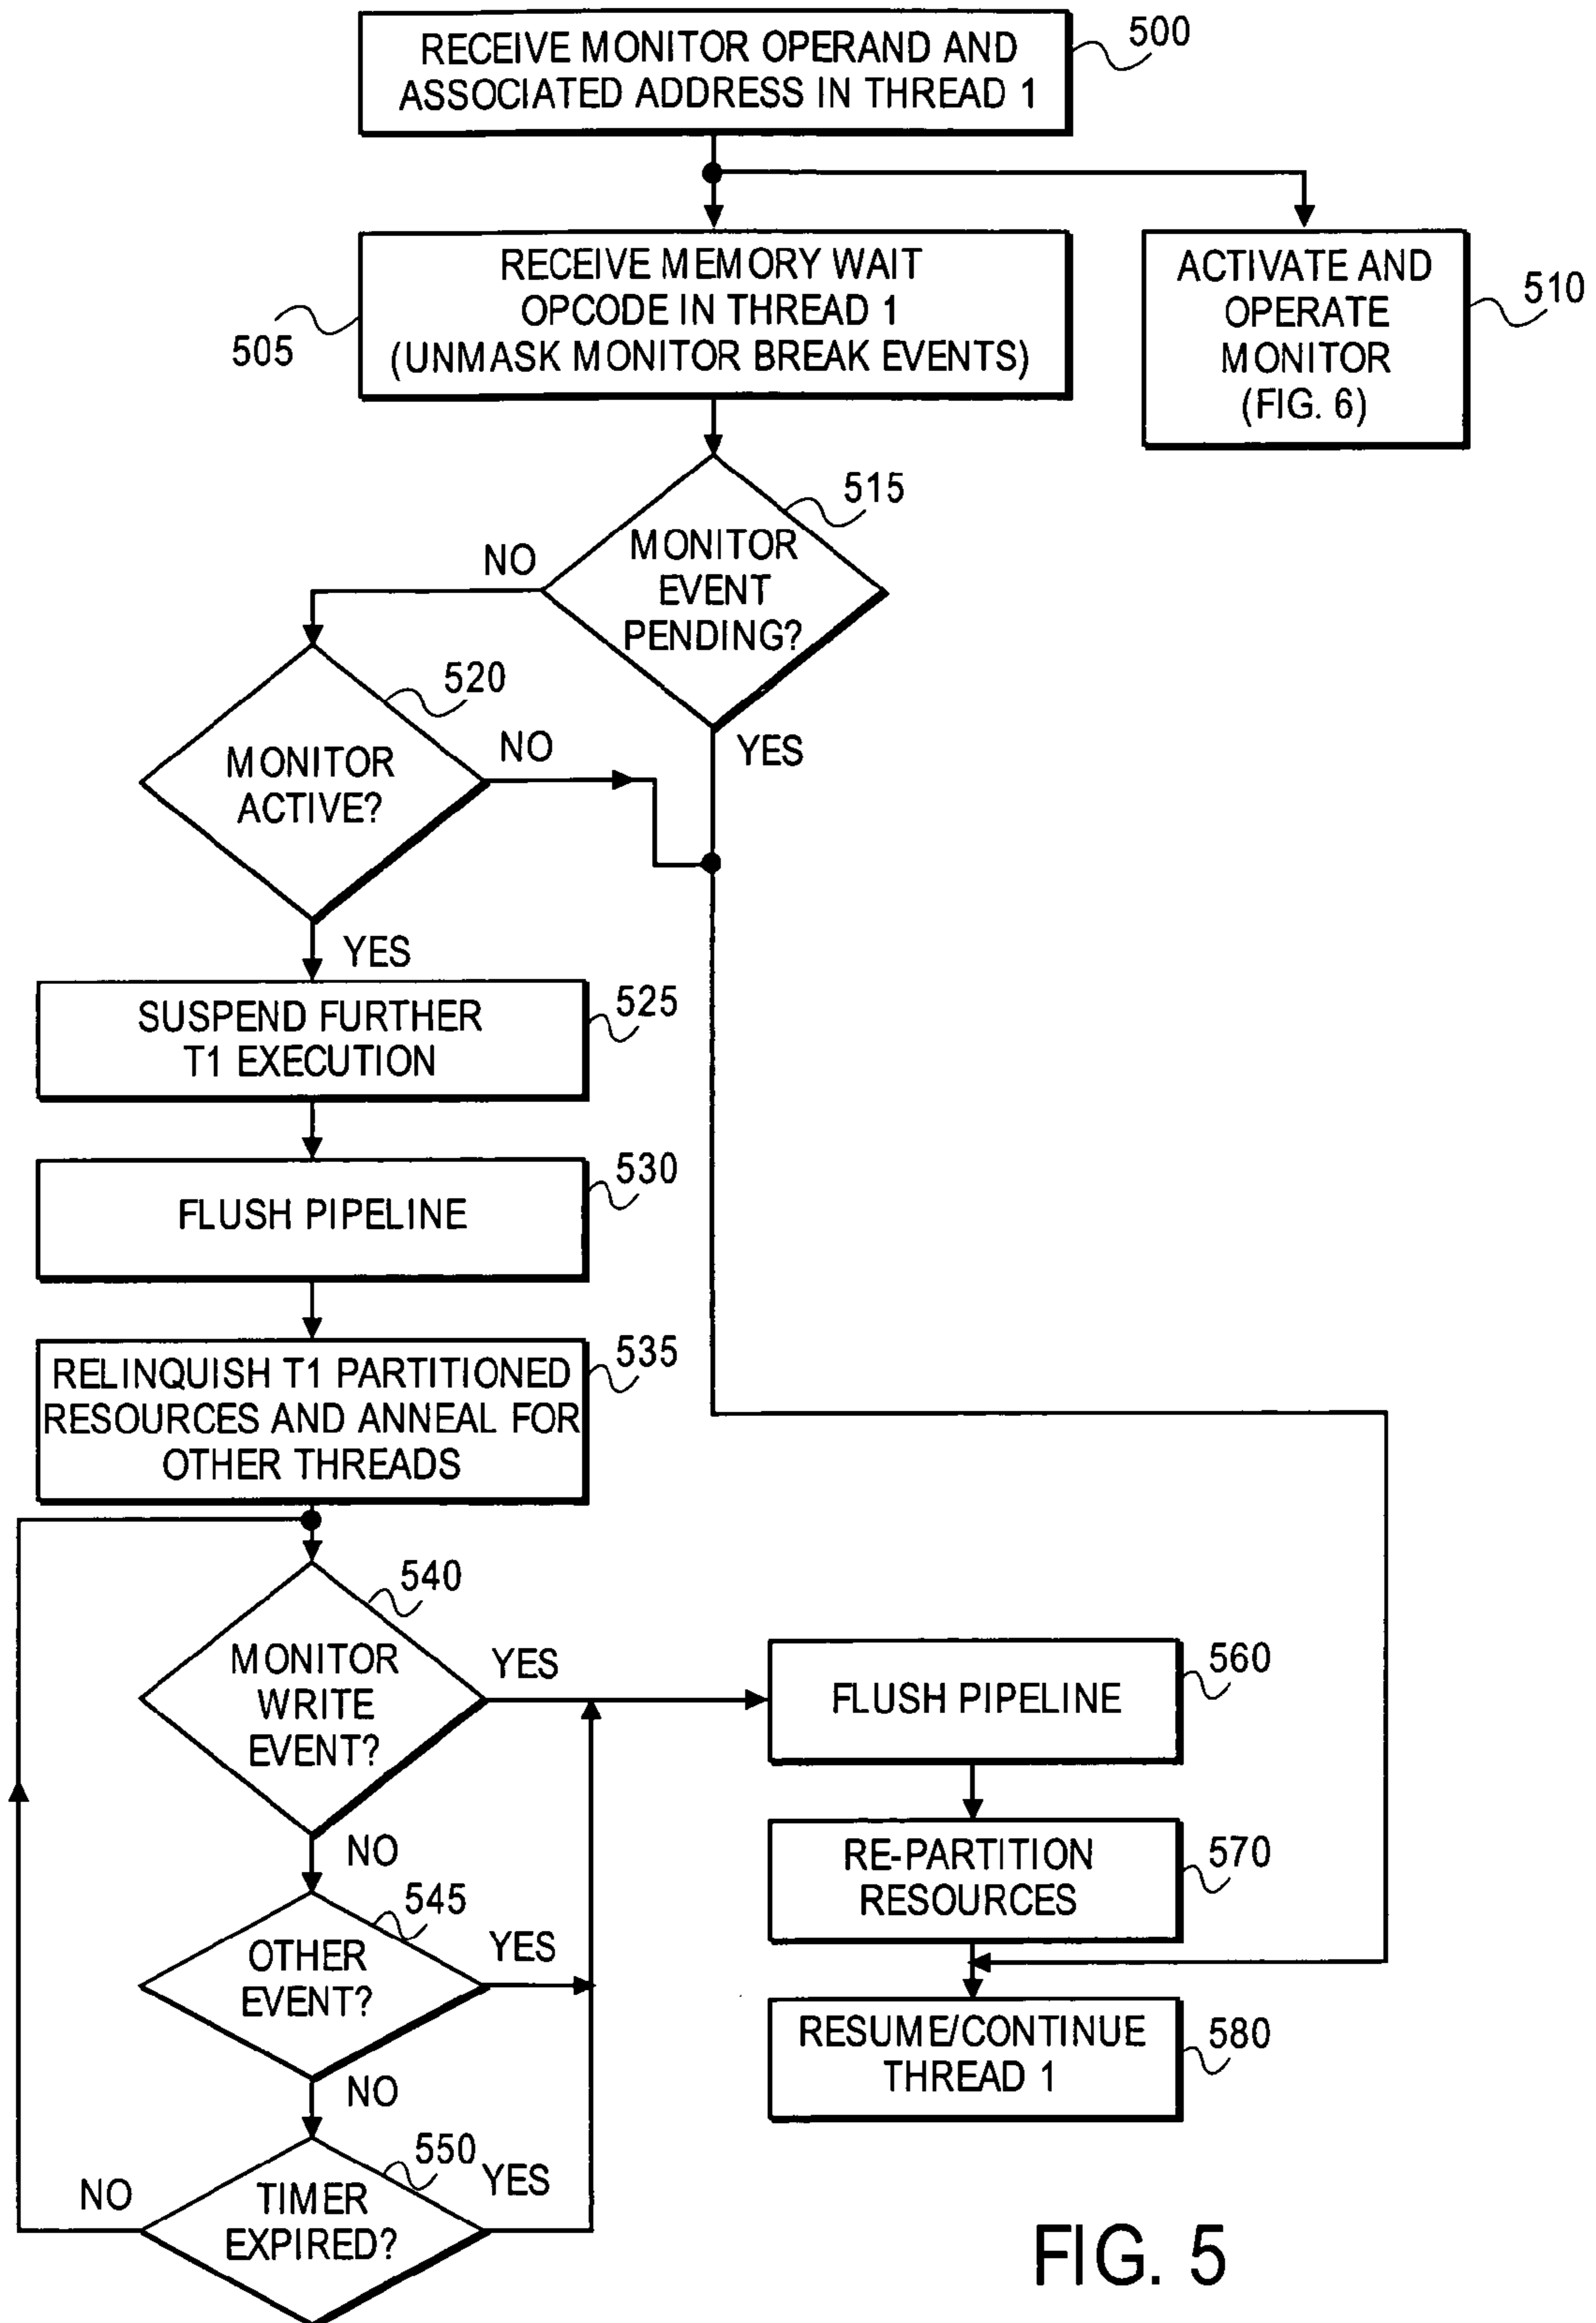 RECEIVE MONITOR OPERAND AND
ASSOCIATED ADDRESS IN THREAD 1
500
RECEIVE MEMORY WAIT
OPCODE IN THREAD 1
(UNMASK MONITOR BREAK EVENTS)
505
ACTIVATE AND
OPERATE
MONITOR
(FIG. 6)
510
MONITOR
EVENT
PENDING?
515
NO
YES
MONITOR
ACTIVE?
520
NO
YES
SUSPEND FURTHER
T1 EXECUTION
525
FLUSH PIPELINE
530
RELINQUISH T1 PARTITIONED
RESOURCES AND ANNEAL FOR
OTHER THREADS
535
MONITOR
WRITE
EVENT?
540
YES
NO
OTHER
EVENT?
545
YES
NO
TIMER
EXPIRED?
550
YES
NO
FLUSH PIPELINE
560
RE-PARTITION
RESOURCES
570
RESUME/CONTINUE
THREAD 1
580
FIG. 5